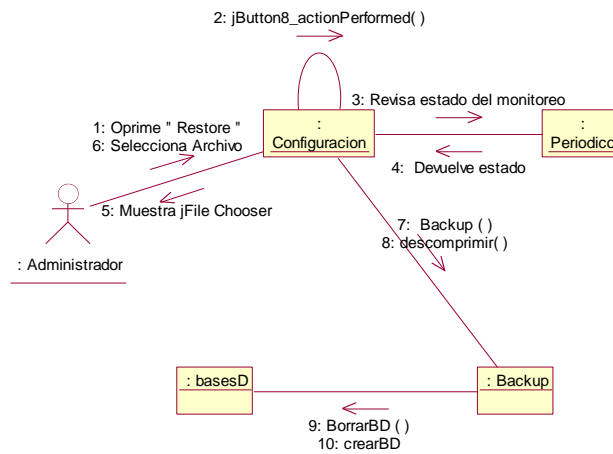 2: jButton8_actionPerformed( )
3: Revisa estado del monitoreo
1: Oprime " Restore "
6: Selecciona Archivo
:
Configuracion
:
Periodico
4: Devuelve estado
5: Muestra jFile Chooser
: Administrador
7: Backup ( )
8: descomprimir( )
: basesD
: Backup
9: BorrarBD ( )
10: crearBD